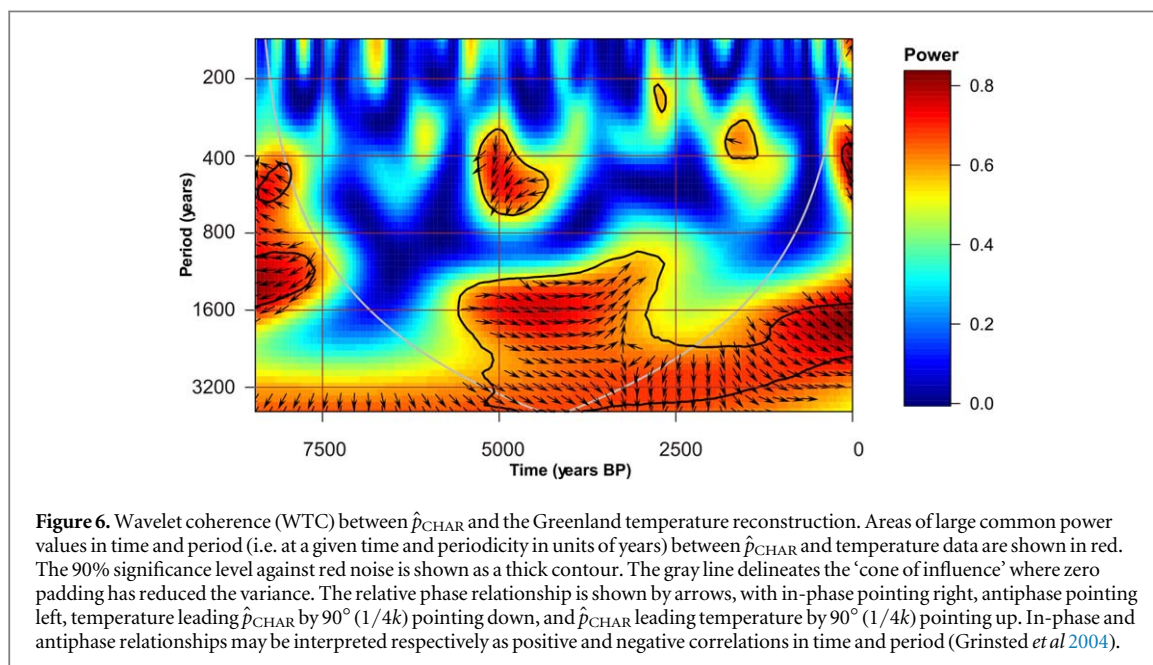 Power
200
400
800
1600
3200
Period (years)
0.8
0.6
0.4
0.2
0.0
7500
5000
2500
0
Time (years BP)
Figure 6. Wavelet coherence (WTC) between p̂CHAR and the Greenland temperature reconstruction. Areas of large common power
values in time and period (i.e. at a given time and periodicity in units of years) between p̂CHAR and temperature data are shown in red.
The 90% significance level against red noise is shown as a thick contour. The gray line delineates the ‘cone of influence’ where zero
padding has reduced the variance. The relative phase relationship is shown by arrows, with in-phase pointing right, antiphase pointing
left, temperature leading p̂CHAR by 90° (1/4k) pointing down, and p̂CHAR leading temperature by 90° (1/4k) pointing up. In-phase and
antiphase relationships may be interpreted respectively as positive and negative correlations in time and period (Grinsted et al 2004).